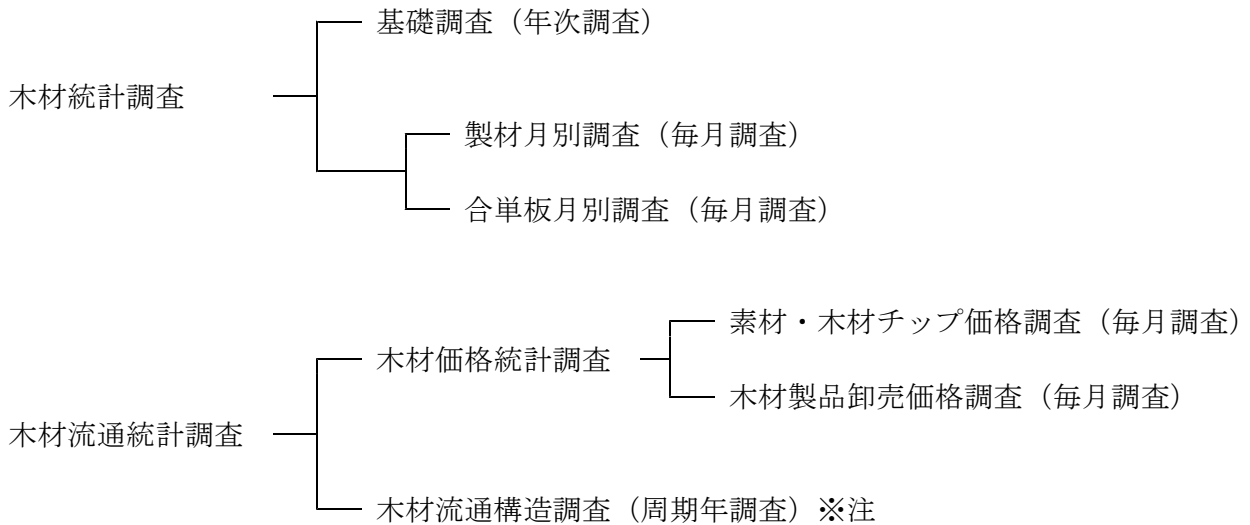 基礎調査（年次調査）
木材統計調査
製材月別調査（毎月調査）
合単板月別調査（毎月調査）
素材・木材チップ価格調査（毎月調査）
木材価格統計調査
木材製品卸売価格調査（毎月調査）
木材流通統計調査
木材流通構造調査（周期年調査）※注